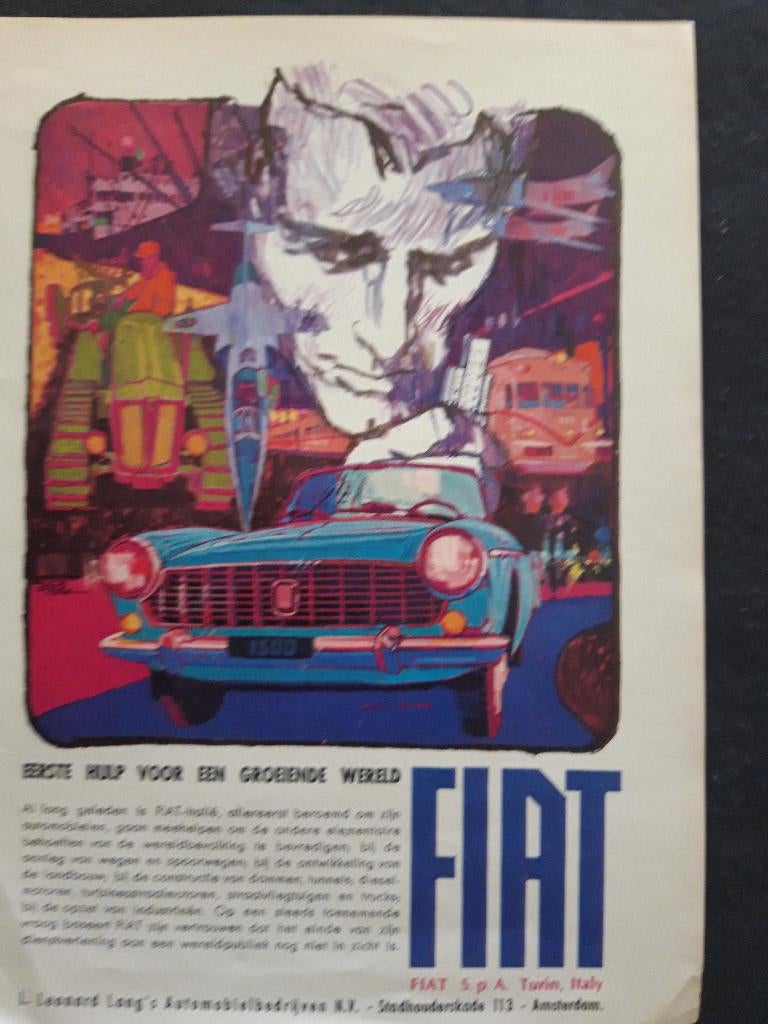 1500
EERSTE HULP VOOR EEN GROEIENDE WERELD
FIAT
Al lang geleden is FIAT-Italië, allereerst beroemd om zijn
automobielen, gaan meehelpen om de andere elementaire
behoeften van de wereldbevolking te bevredigen; bij de
aanleg van wegen en spoorwegen; bij de ontwikkeling van
de landbouw; bij de constructie van dammen, tunnels; diesel-
motoren, turbinestraalmotoren, straalvliegtuigen en trucks;
bij de opzet van industrieën. Op een steeds toenemende
vraag baseert FIAT zijn vertrouwen dat het einde van zijn
dienstverlening aan een wereldpubliek nog niet in zicht is.
FIAT S.p.A. Turin, Italy
L. Leonard Lang's Automobielbedrijven N.V. - Stadhouderskade 113 - Amsterdam.